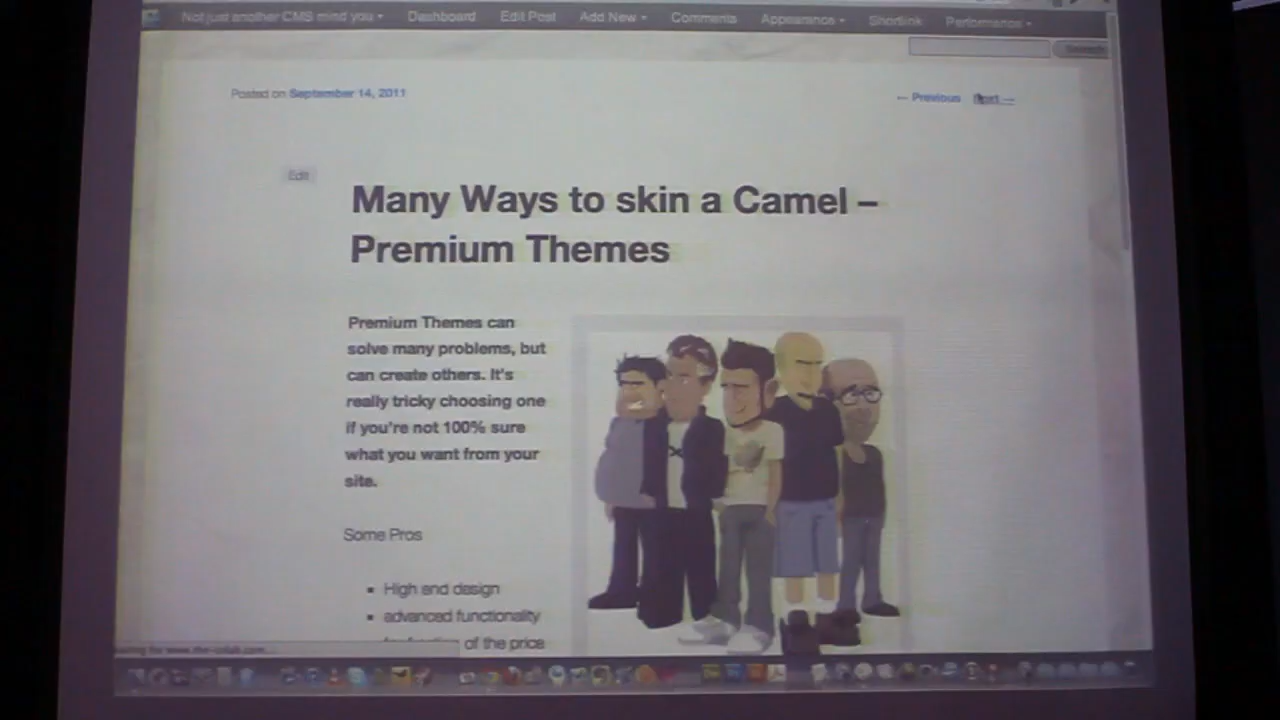 Not just another CMS mind you Dashboard Edit Post Add New Comments Appearance Shortlink Performance
Search
Posted on September 14, 2011
← Previous Next →
Edit
Many Ways to skin a Camel –
Premium Themes
Premium Themes can
solve many problems, but
can create others. It's
really tricky choosing one
if you're not 100% sure
what you want from your
site.
Some Pros
▪ High end design
▪ advanced functionality
of the price